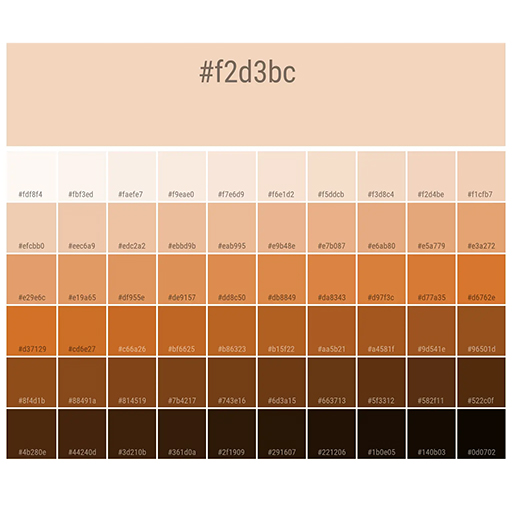 #f2d3bc
#fdf8f4 #fbf3ed #faefe7 #f9eae0 #f7e6d9 #f6e1d2 #f5ddcb #f3d8c4 #f2d4be #f1cfb7
#efcbb0 #eec6a9 #edc2a2 #ebbd9b #eab995 #e9b48e #e7b087 #e6ab80 #e5a779 #e3a272
#e29e6c #e19a65 #df955e #de9157 #dd8c50 #db8849 #da8343 #d97f3c #d77a35 #d6762e
#d37129 #cd6e27 #c66a26 #bf6625 #b86323 #b15f22 #aa5b21 #a4581f #9d541e #96501d
#8f4d1b #88491a #814519 #7b4217 #743e16 #6d3a15 #663713 #5f3312 #582f11 #522c0f
#4b280e #44240d #3d210b #361d0a #2f1909 #291607 #221206 #1b0e05 #140b03 #0d0702